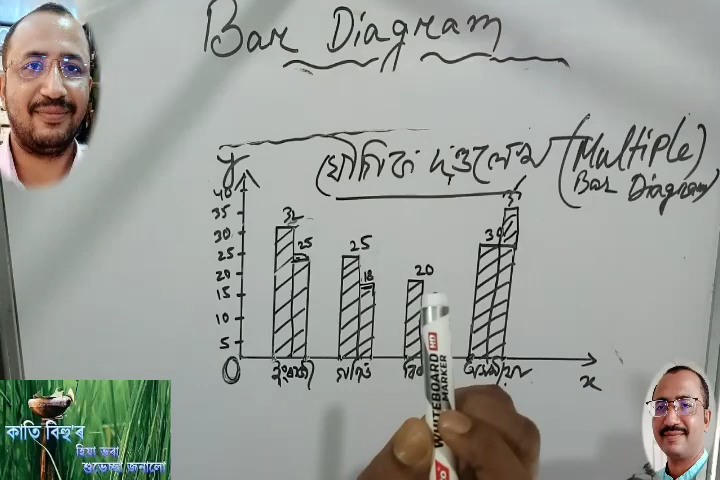 Bar Diagram
যৌগিক দণ্ডলেখ (Multiple Bar Diagram)
y
40
35
30
25
20
15
10
5
0
32
25
25
18
20
30
ইংৰাজী
x
WHITEBOARD MARKER
কাতি বিহু'ৰ
হিয়া ভৰা
শুভেচ্ছা জনালো